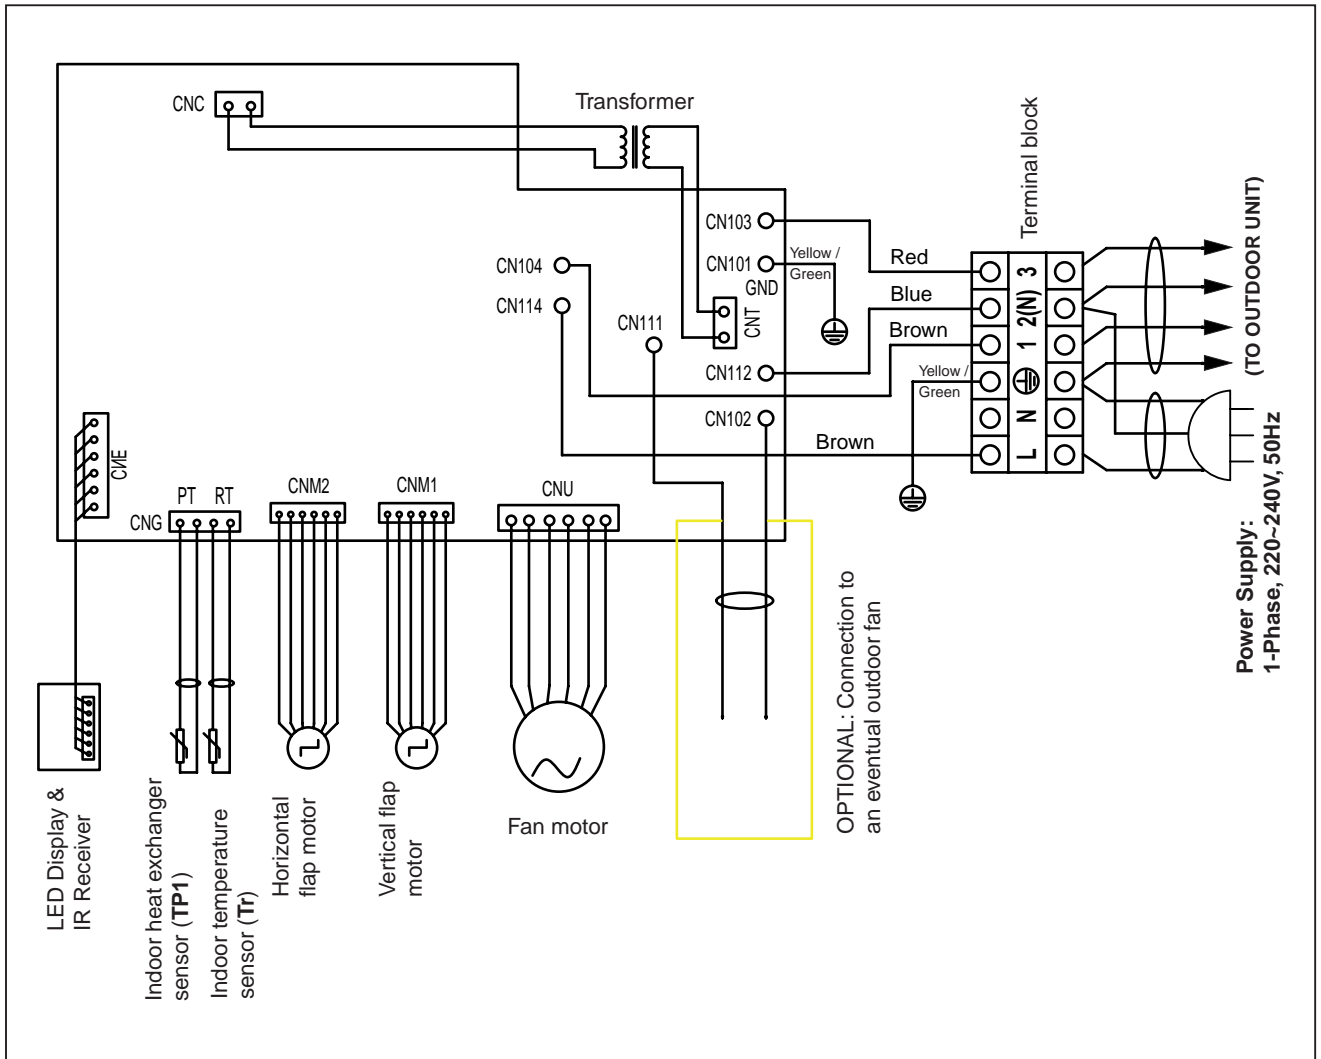 CNC
Transformer
Terminal block
CN103
CN101
GND
Yellow /
Green
CN104
CN114
CN111
CNT
CN112
CN102
Red
Blue
Brown
Yellow /
Green
Brown
3
2(N)
1
N
L
(TO OUTDOOR UNIT)
Power Supply:
1-Phase, 220~240V, 50Hz
CNE
PT RT
CNG
CNM2
CNM1
CNU
LED Display &
IR Receiver
Indoor heat exchanger
sensor (TP1)
Indoor temperature
sensor (Tr)
Horizontal
flap motor
Vertical flap
motor
Fan motor
OPTIONAL: Connection to
an eventual outdoor fan